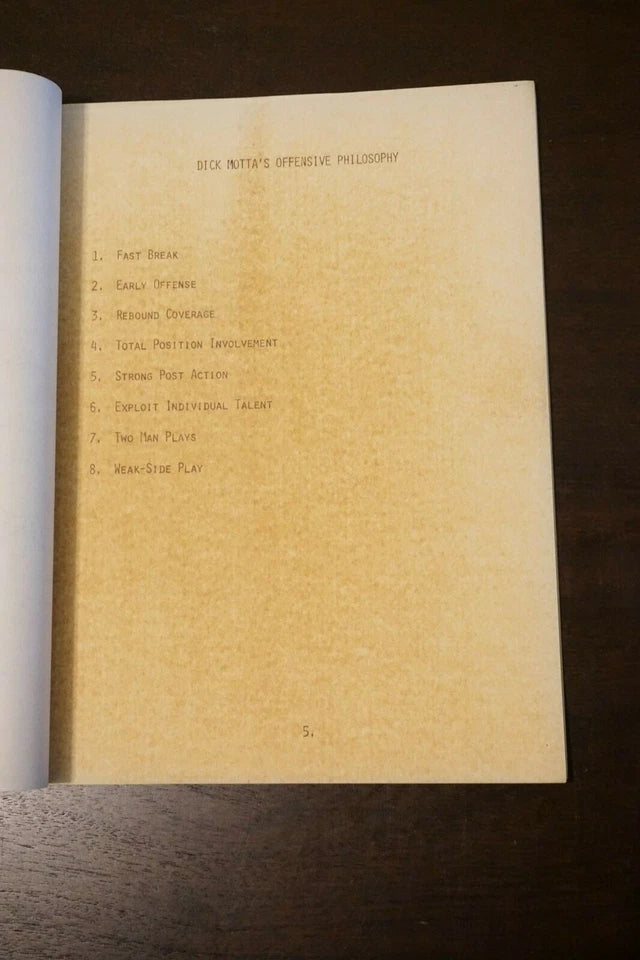 DICK MOTTA'S OFFENSIVE PHILOSOPHY
1. FAST BREAK
2. EARLY OFFENSE
3. REBOUND COVERAGE
4. TOTAL POSITION INVOLVEMENT
5. STRONG POST ACTION
6. EXPLOIT INDIVIDUAL TALENT
7. TWO MAN PLAYS
8. WEAK-SIDE PLAY
5.